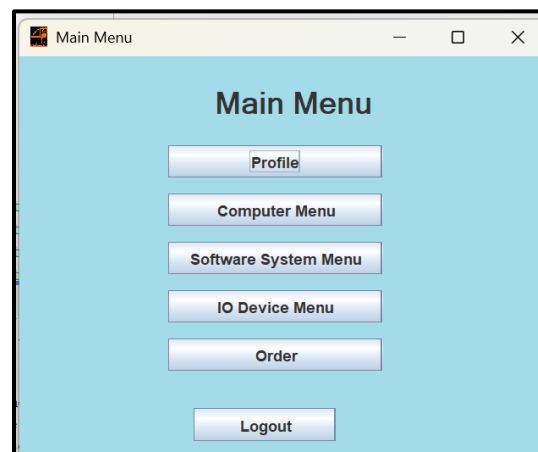 Main Menu
Main Menu
Profile
Computer Menu
Software System Menu
IO Device Menu
Order
Logout